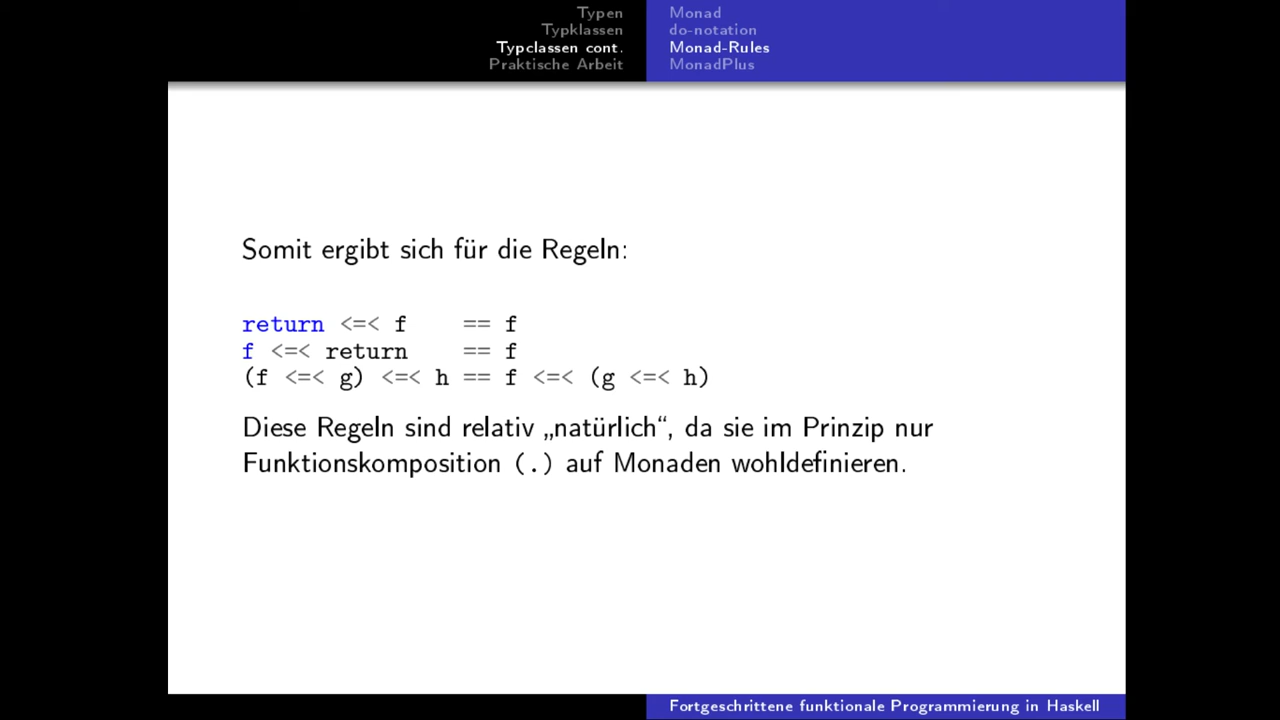 Typen
Typklassen
Typclassen cont.
Praktische Arbeit
Monad
do-notation
Monad-Rules
MonadPlus
Somit ergibt sich für die Regeln:
return <=< f == f
f <=< return == f
(f <=< g) <=< h == f <=< (g <=< h)
Diese Regeln sind relativ „natürlich“, da sie im Prinzip nur
Funktionskomposition (.) auf Monaden wohldefinieren.
Fortgeschrittene funktionale Programmierung in Haskell